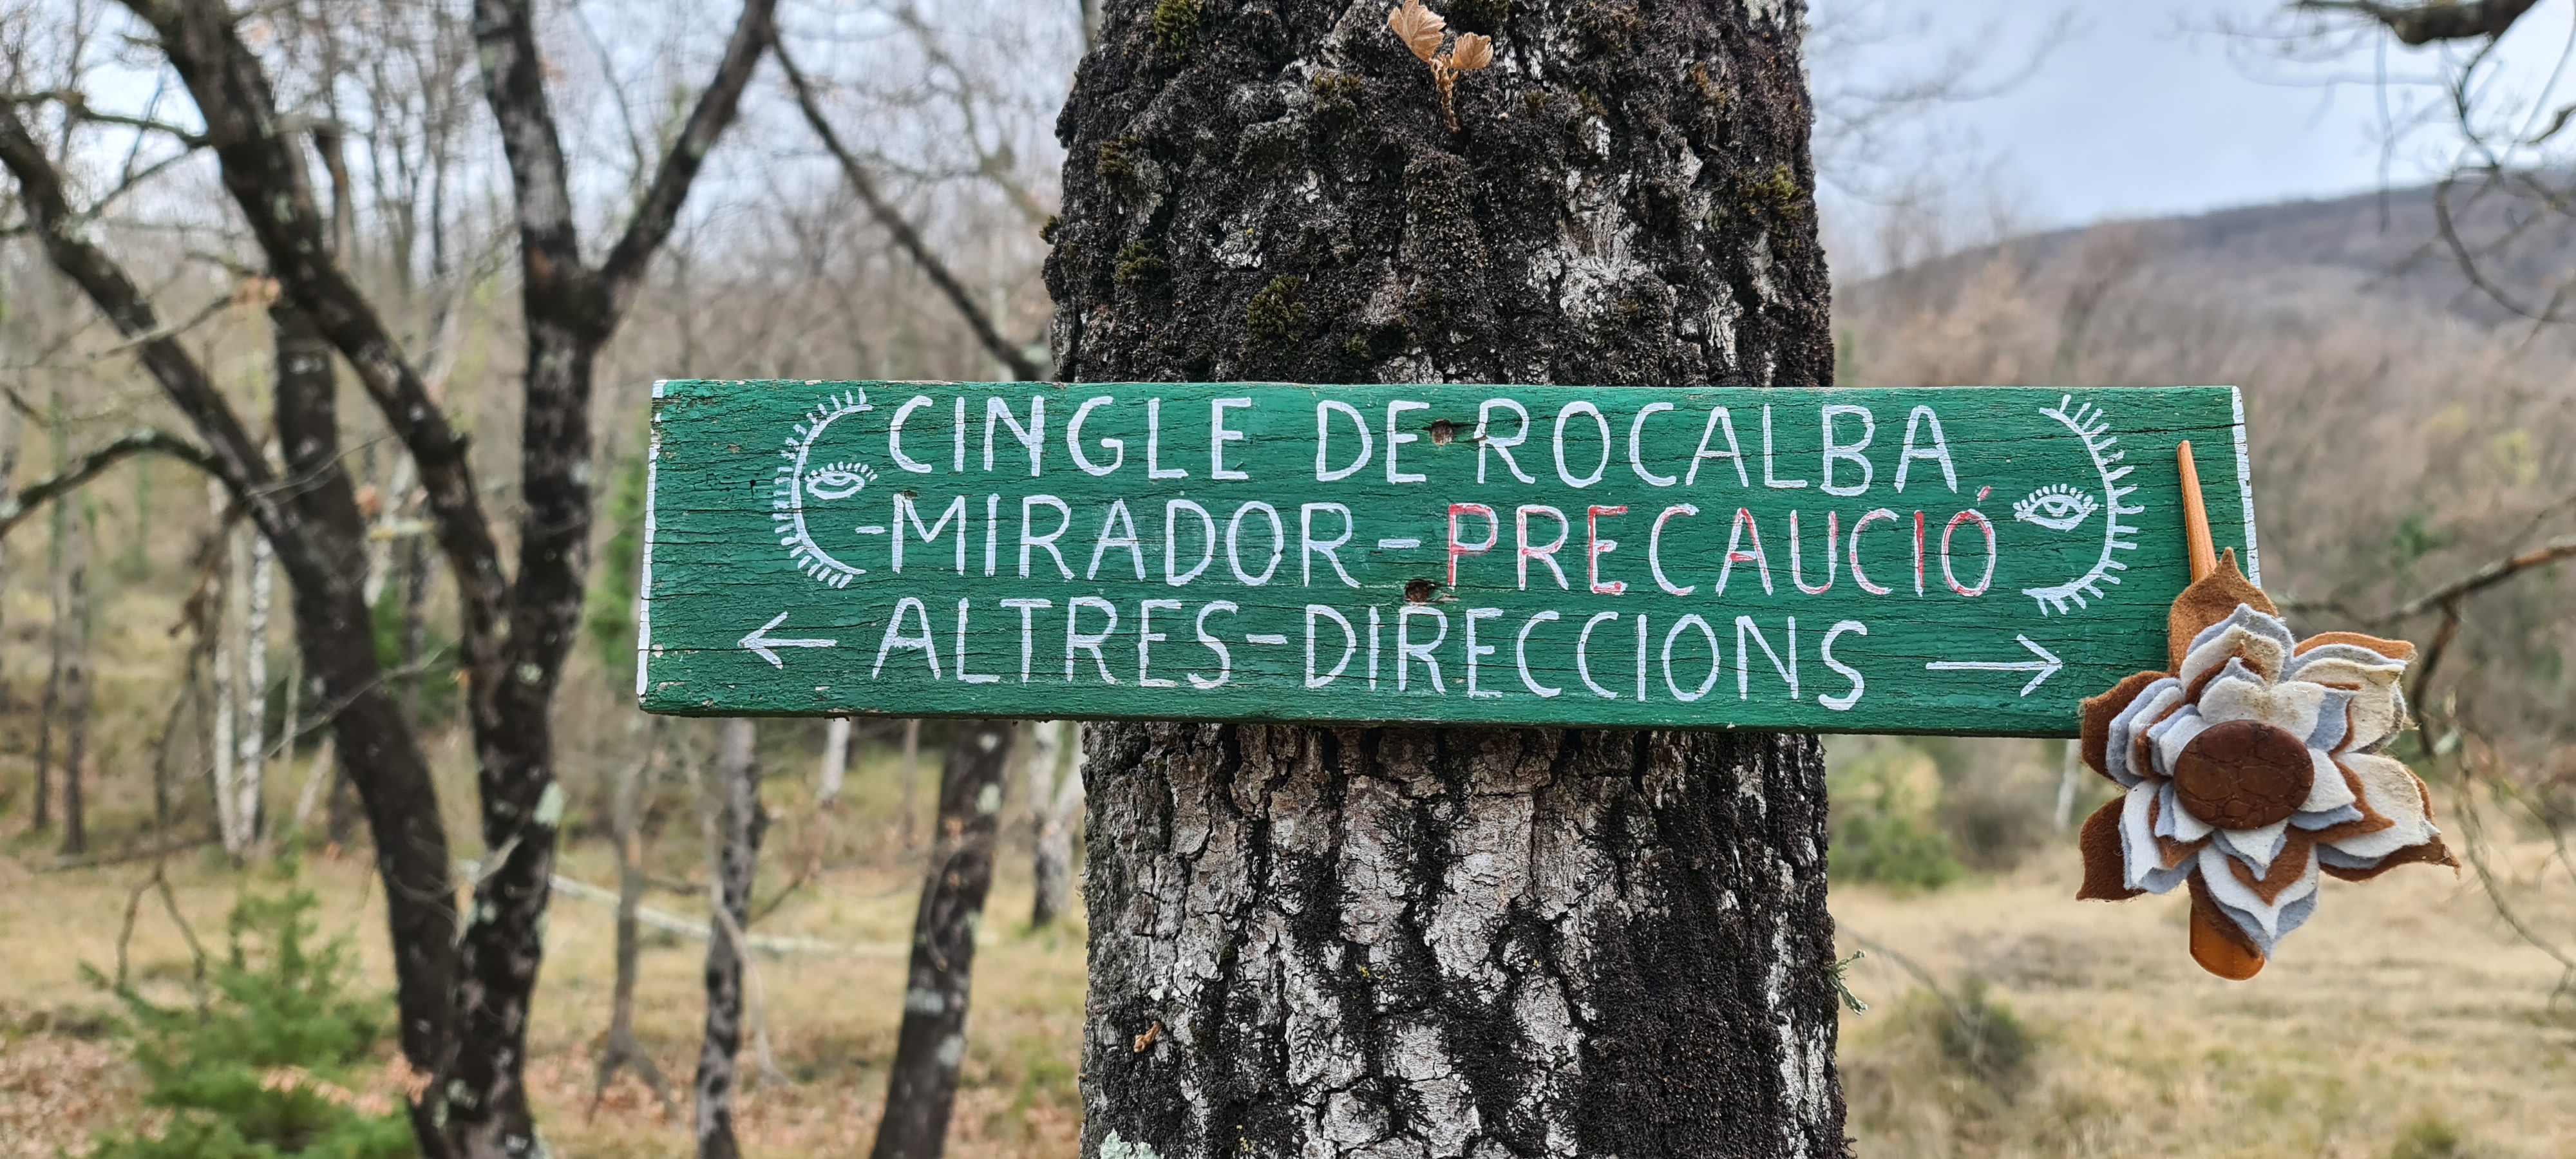 CINGLE DE ROCALBA
-MIRADOR-PRECAUCIÓ
← ALTRES-DIRECCIONS →